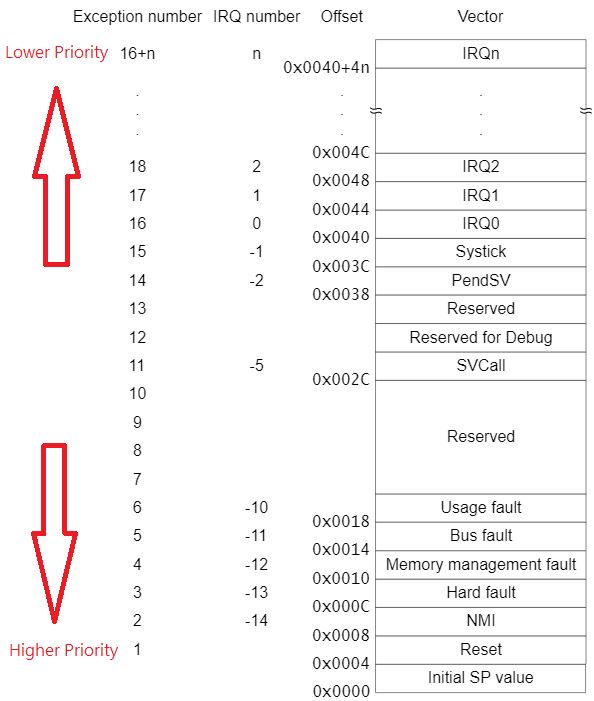 Exception number IRQ number Offset Vector
Lower Priority 16+n n IRQn
0x0040+4n
. . .
. . .
. . .
0x004C
18 2 IRQ2
0x0048
17 1 IRQ1
0x0044
16 0 IRQ0
0x0040
15 -1 Systick
0x003C
14 -2 PendSV
0x0038
13 Reserved
12 Reserved for Debug
11 -5 SVCall
0x002C
10
9
Reserved
8
7
6 -10 Usage fault
0x0018
5 -11 Bus fault
0x0014
4 -12 Memory management fault
0x0010
3 -13 Hard fault
0x000C
2 -14 NMI
0x0008
Higher Priority 1 Reset
0x0004
Initial SP value
0x0000